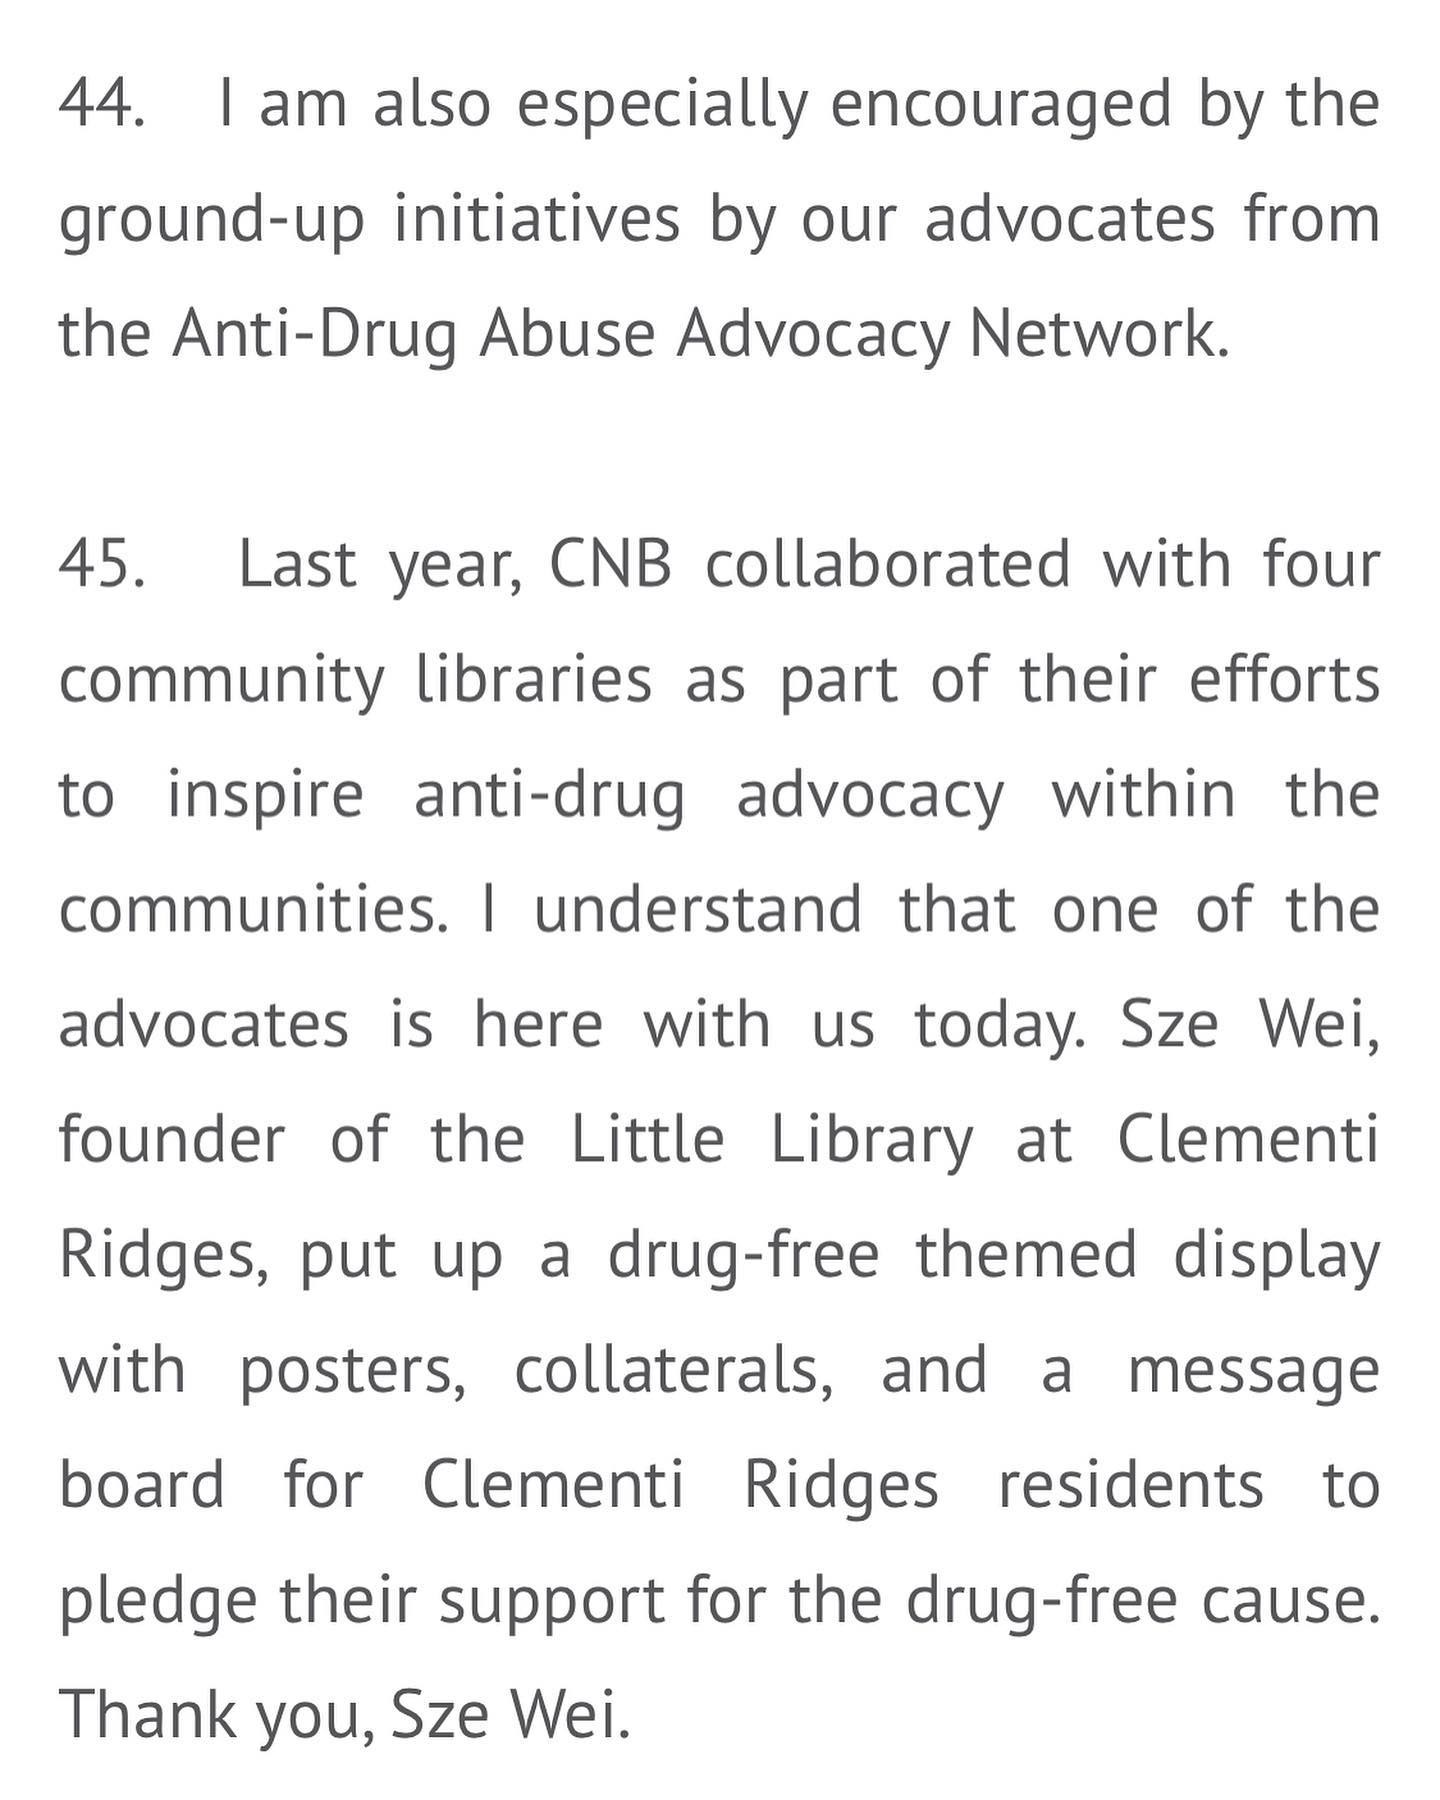 44. I am also especially encouraged by the
ground-up initiatives by our advocates from
the Anti-Drug Abuse Advocacy Network.
45. Last year, CNB collaborated with four
community libraries as part of their efforts
to inspire anti-drug advocacy within the
communities. I understand that one of the
advocates is here with us today. Sze Wei,
founder of the Little Library at Clementi
Ridges, put up a drug-free themed display
with posters, collaterals, and a message
board for Clementi Ridges residents to
pledge their support for the drug-free cause.
Thank you, Sze Wei.